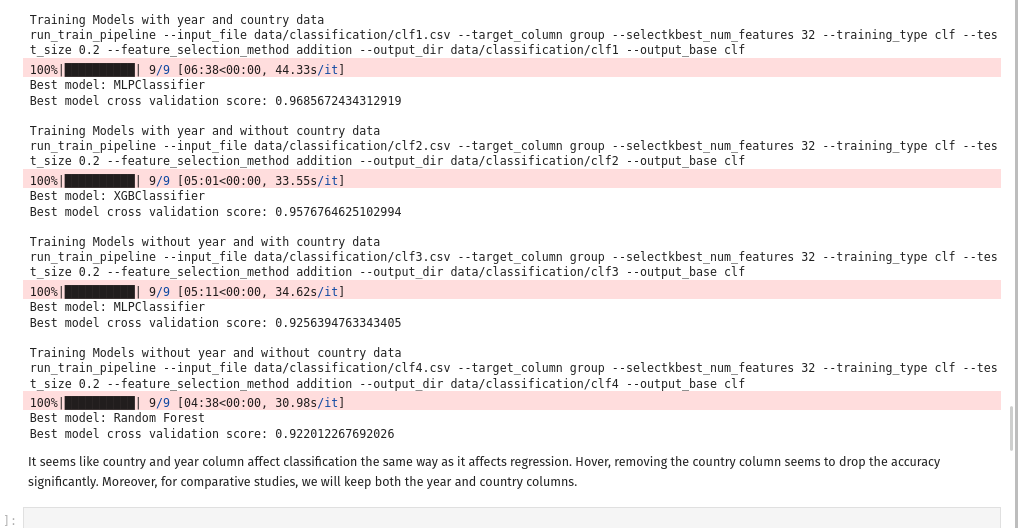 Training Models with year and country data
run_train_pipeline --input_file data/classification/clf1.csv --target_column group --selectkbest_num_features 32 --training_type clf --tes
t_size 0.2 --feature_selection_method addition --output_dir data/classification/clf1 --output_base clf
100%|██████████| 9/9 [06:38<00:00, 44.33s/it]
Best model: MLPClassifier
Best model cross validation score: 0.9685672434312919
Training Models with year and without country data
run_train_pipeline --input_file data/classification/clf2.csv --target_column group --selectkbest_num_features 32 --training_type clf --tes
t_size 0.2 --feature_selection_method addition --output_dir data/classification/clf2 --output_base clf
100%|██████████| 9/9 [05:01<00:00, 33.55s/it]
Best model: XGBClassifier
Best model cross validation score: 0.9576764625102994
Training Models without year and with country data
run_train_pipeline --input_file data/classification/clf3.csv --target_column group --selectkbest_num_features 32 --training_type clf --tes
t_size 0.2 --feature_selection_method addition --output_dir data/classification/clf3 --output_base clf
100%|██████████| 9/9 [05:11<00:00, 34.62s/it]
Best model: MLPClassifier
Best model cross validation score: 0.9256394763343405
Training Models without year and without country data
run_train_pipeline --input_file data/classification/clf4.csv --target_column group --selectkbest_num_features 32 --training_type clf --tes
t_size 0.2 --feature_selection_method addition --output_dir data/classification/clf4 --output_base clf
100%|██████████| 9/9 [04:38<00:00, 30.98s/it]
Best model: Random Forest
Best model cross validation score: 0.922012267692026
It seems like country and year column affect classification the same way as it affects regression. Hover, removing the country column seems to drop the accuracy
significantly. Moreover, for comparative studies, we will keep both the year and country columns.
]: